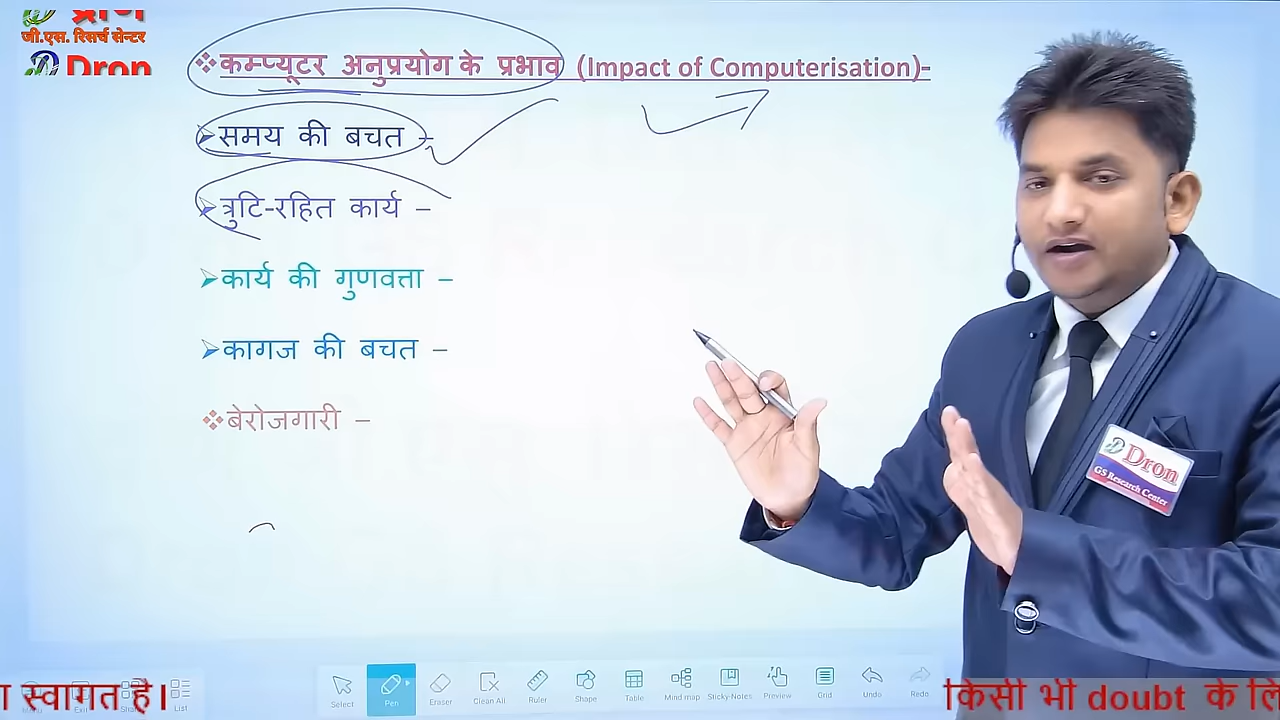 जी.एस. रिसर्च सेन्टर
Dron
❖कम्प्यूटर अनुप्रयोग के प्रभाव (Impact of Computerisation)-
➢समय की बचत –
➢त्रुटि-रहित कार्य –
➢कार्य की गुणवत्ता –
➢कागज की बचत –
❖बेरोजगारी –
Dron
GS Research Center
Select
Pen
Eraser
Clean All
Ruler
Shape
Table
Mind map
Sticky-Notes
Preview
Grid
Undo
Redo
स्वागत है।
किसी भी doubt के